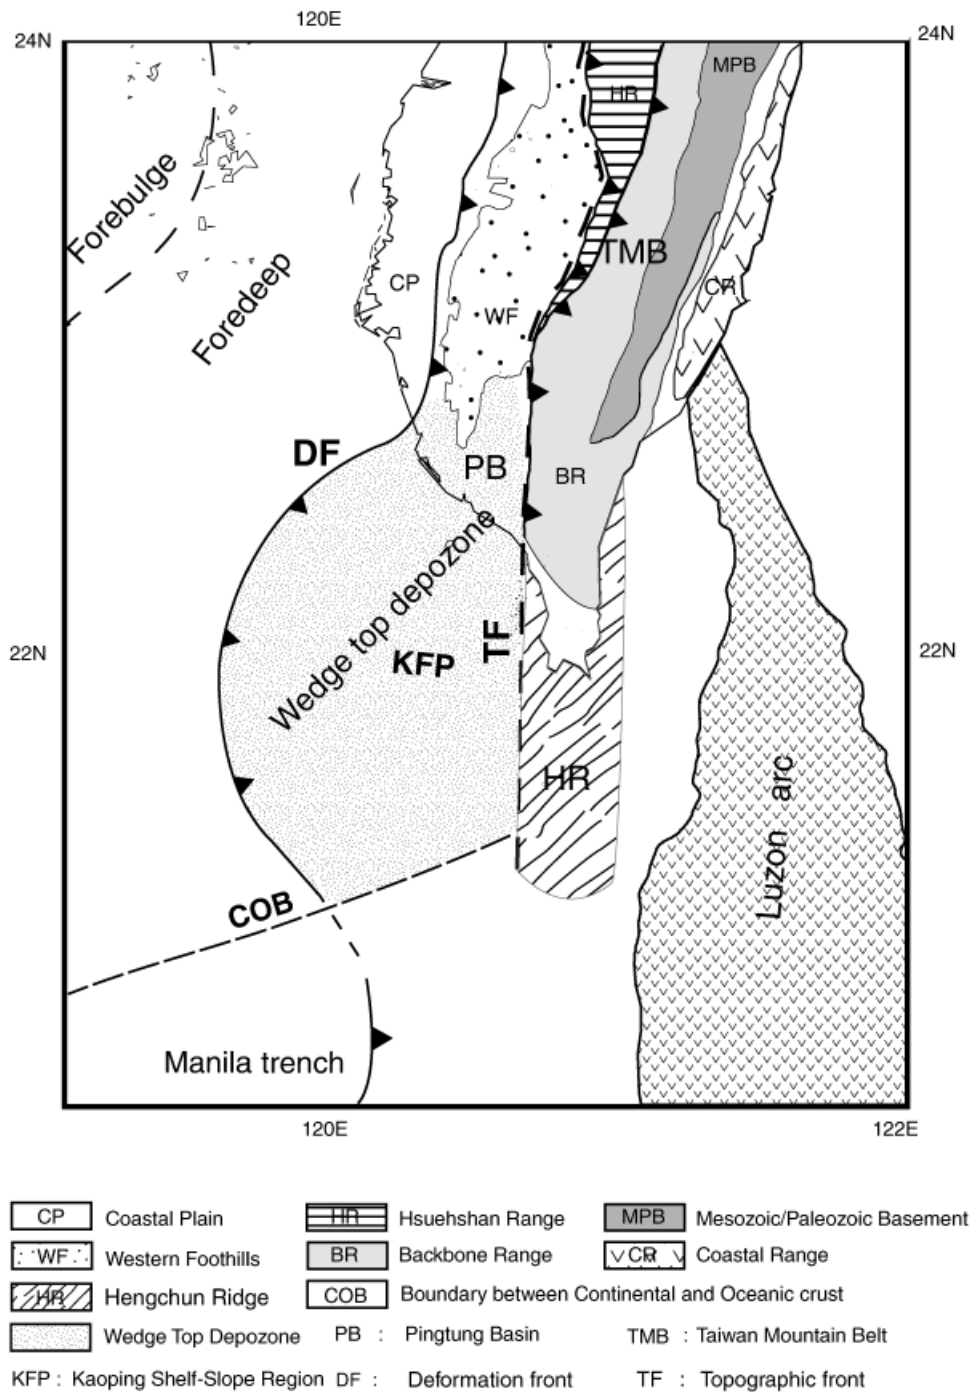 120E
24N
24N
MPB
HR
Forebulge
TMB
CP
CR
Foredeep
WF
DF
PB
BR
Wedge top depozone
TF
22N
KFP
22N
HR
Luzon arc
COB
Manila trench
120E
122E
CP Coastal Plain
HR Hsuehshan Range
MPB Mesozoic/Paleozoic Basement
WF Western Foothills
BR Backbone Range
CR Coastal Range
HR Hengchun Ridge
COB Boundary between Continental and Oceanic crust
Wedge Top Depozone
PB : Pingtung Basin
TMB : Taiwan Mountain Belt
KFP : Kaoping Shelf-Slope Region
DF : Deformation front
TF : Topographic front